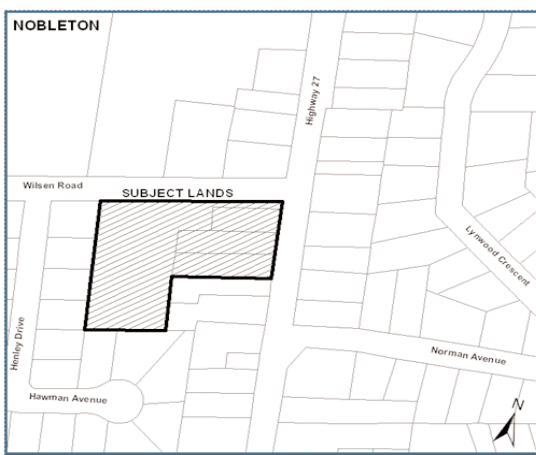 NOBLETON
Highway 27
Wilsen Road
SUBJECT LANDS
Lynwood Crescent
Henley Drive
Norman Avenue
Hawman Avenue
N